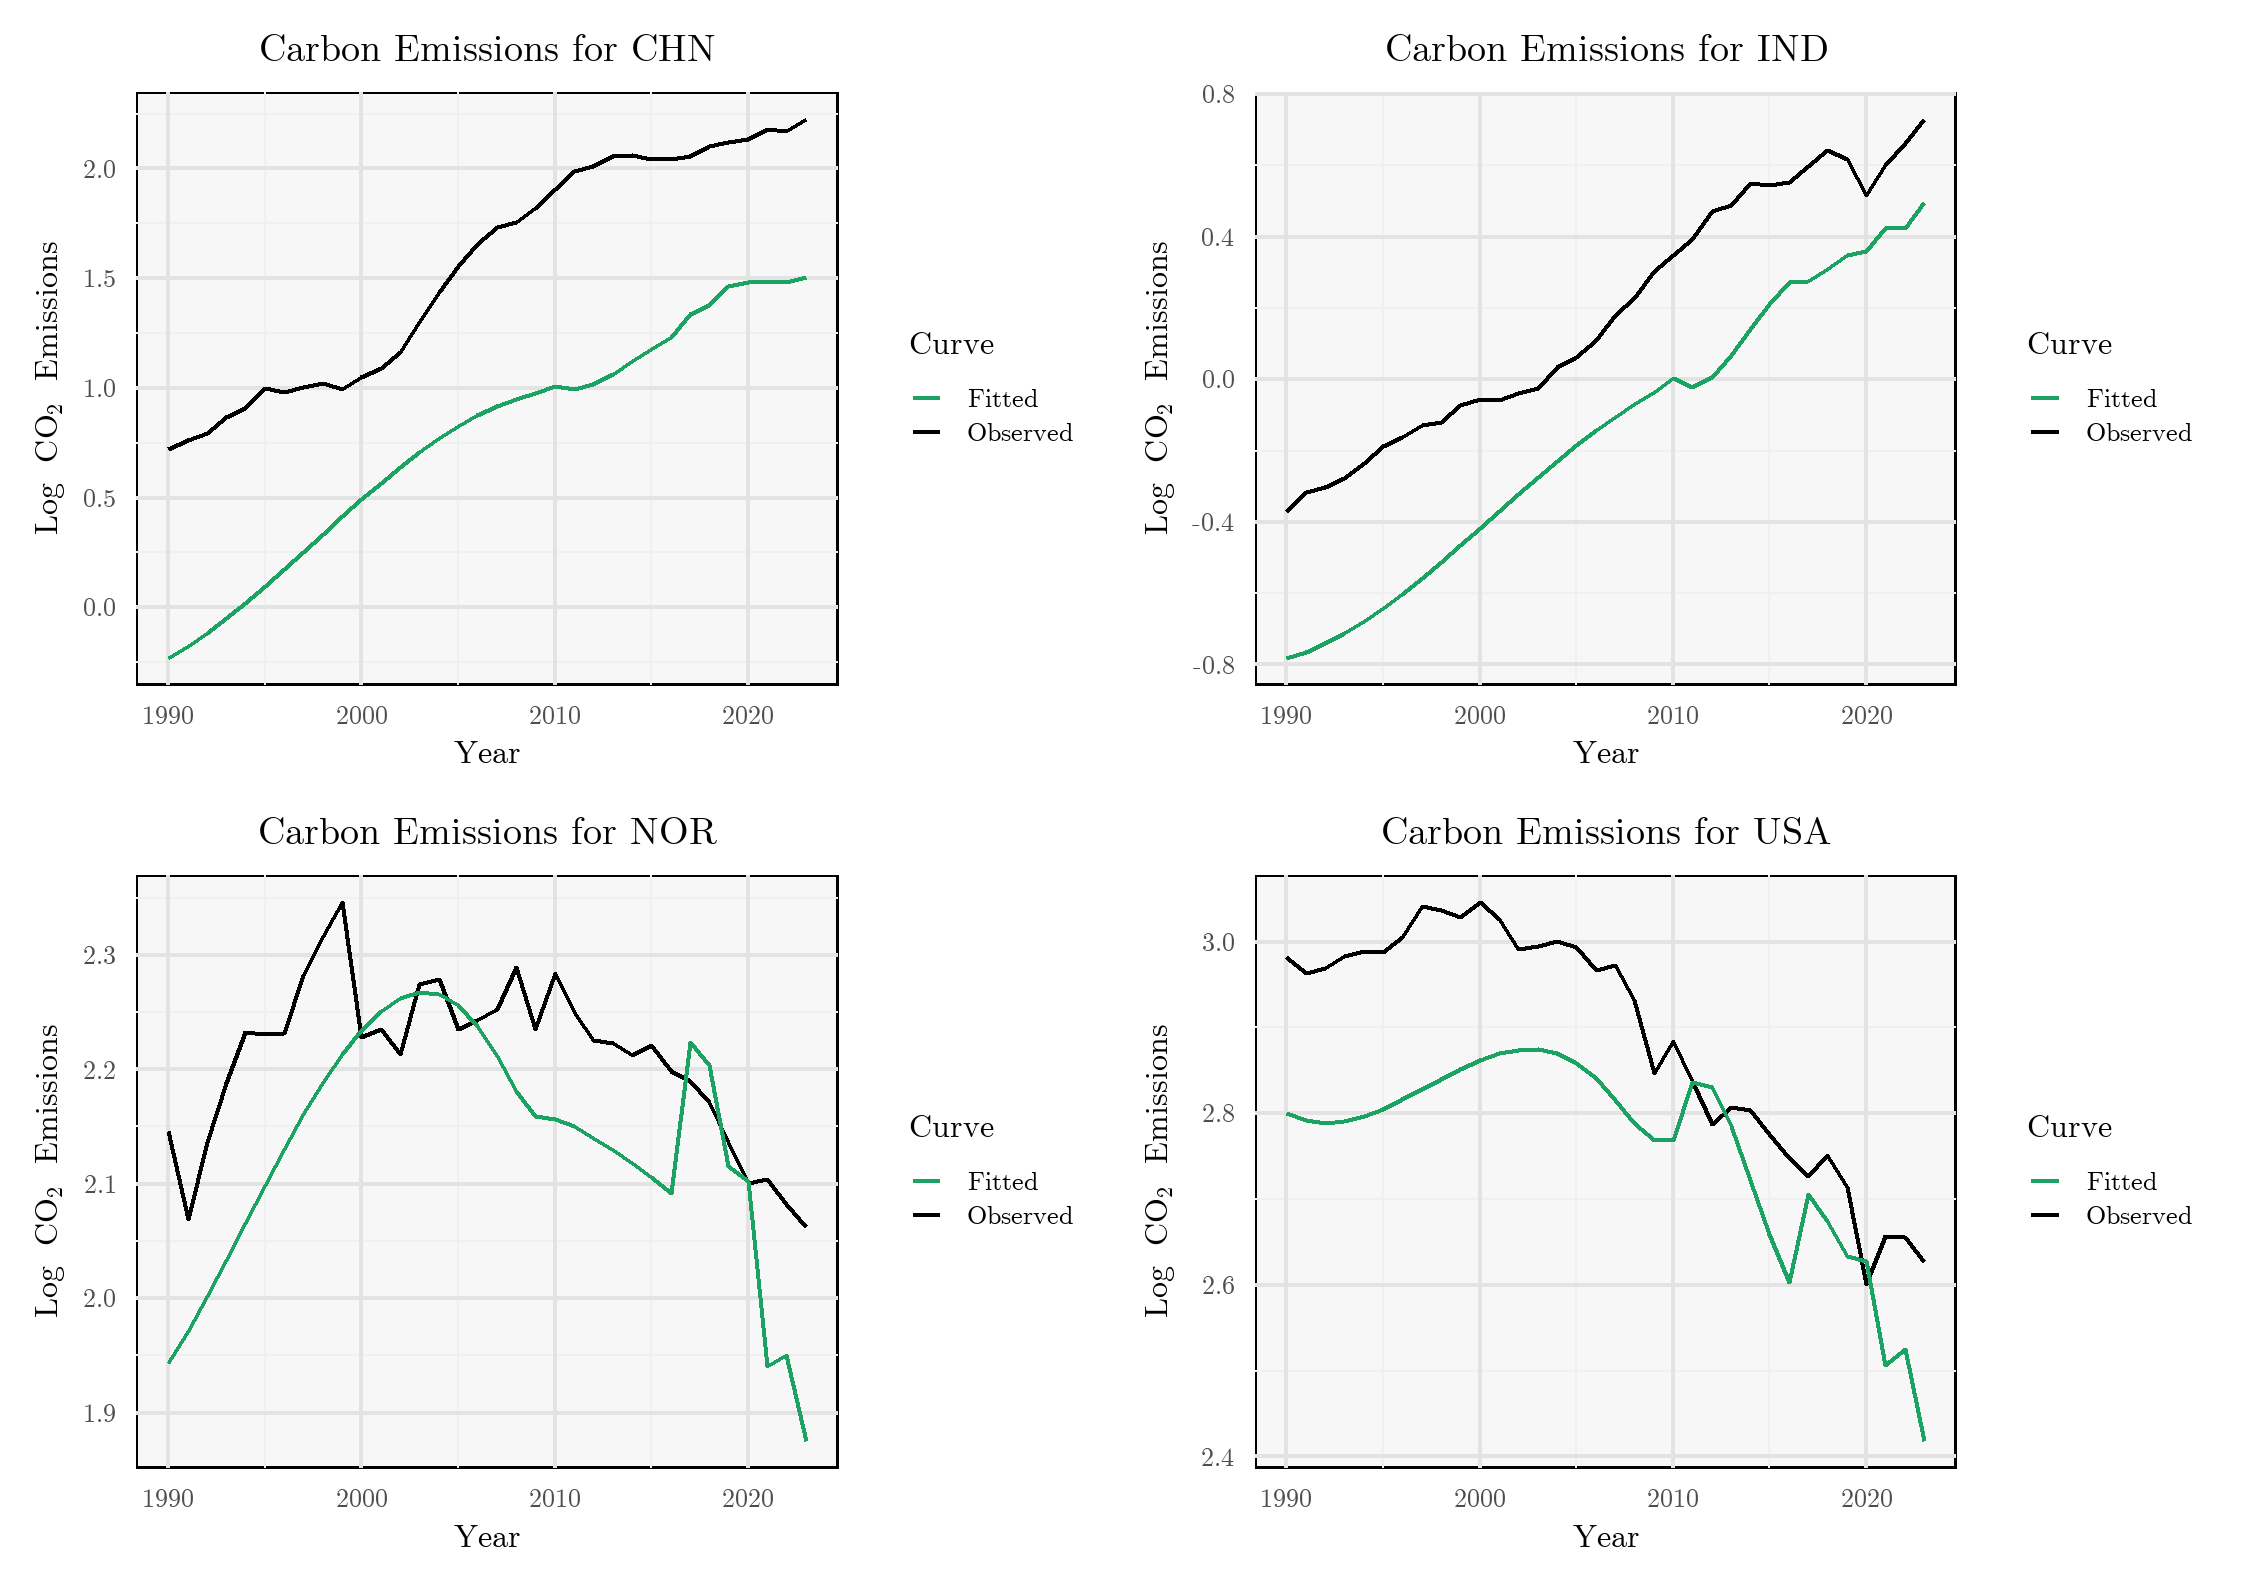 Carbon Emissions for CHN
Log CO₂ Emissions
2.0
1.5
1.0
0.5
0.0
1990 2000 2010 2020
Year
Curve
Fitted
Observed
Carbon Emissions for IND
Log CO₂ Emissions
0.8
0.4
0.0
-0.4
-0.8
1990 2000 2010 2020
Year
Curve
Fitted
Observed
Carbon Emissions for NOR
Log CO₂ Emissions
2.3
2.2
2.1
2.0
1.9
1990 2000 2010 2020
Year
Curve
Fitted
Observed
Carbon Emissions for USA
Log CO₂ Emissions
3.0
2.8
2.6
2.4
1990 2000 2010 2020
Year
Curve
Fitted
Observed